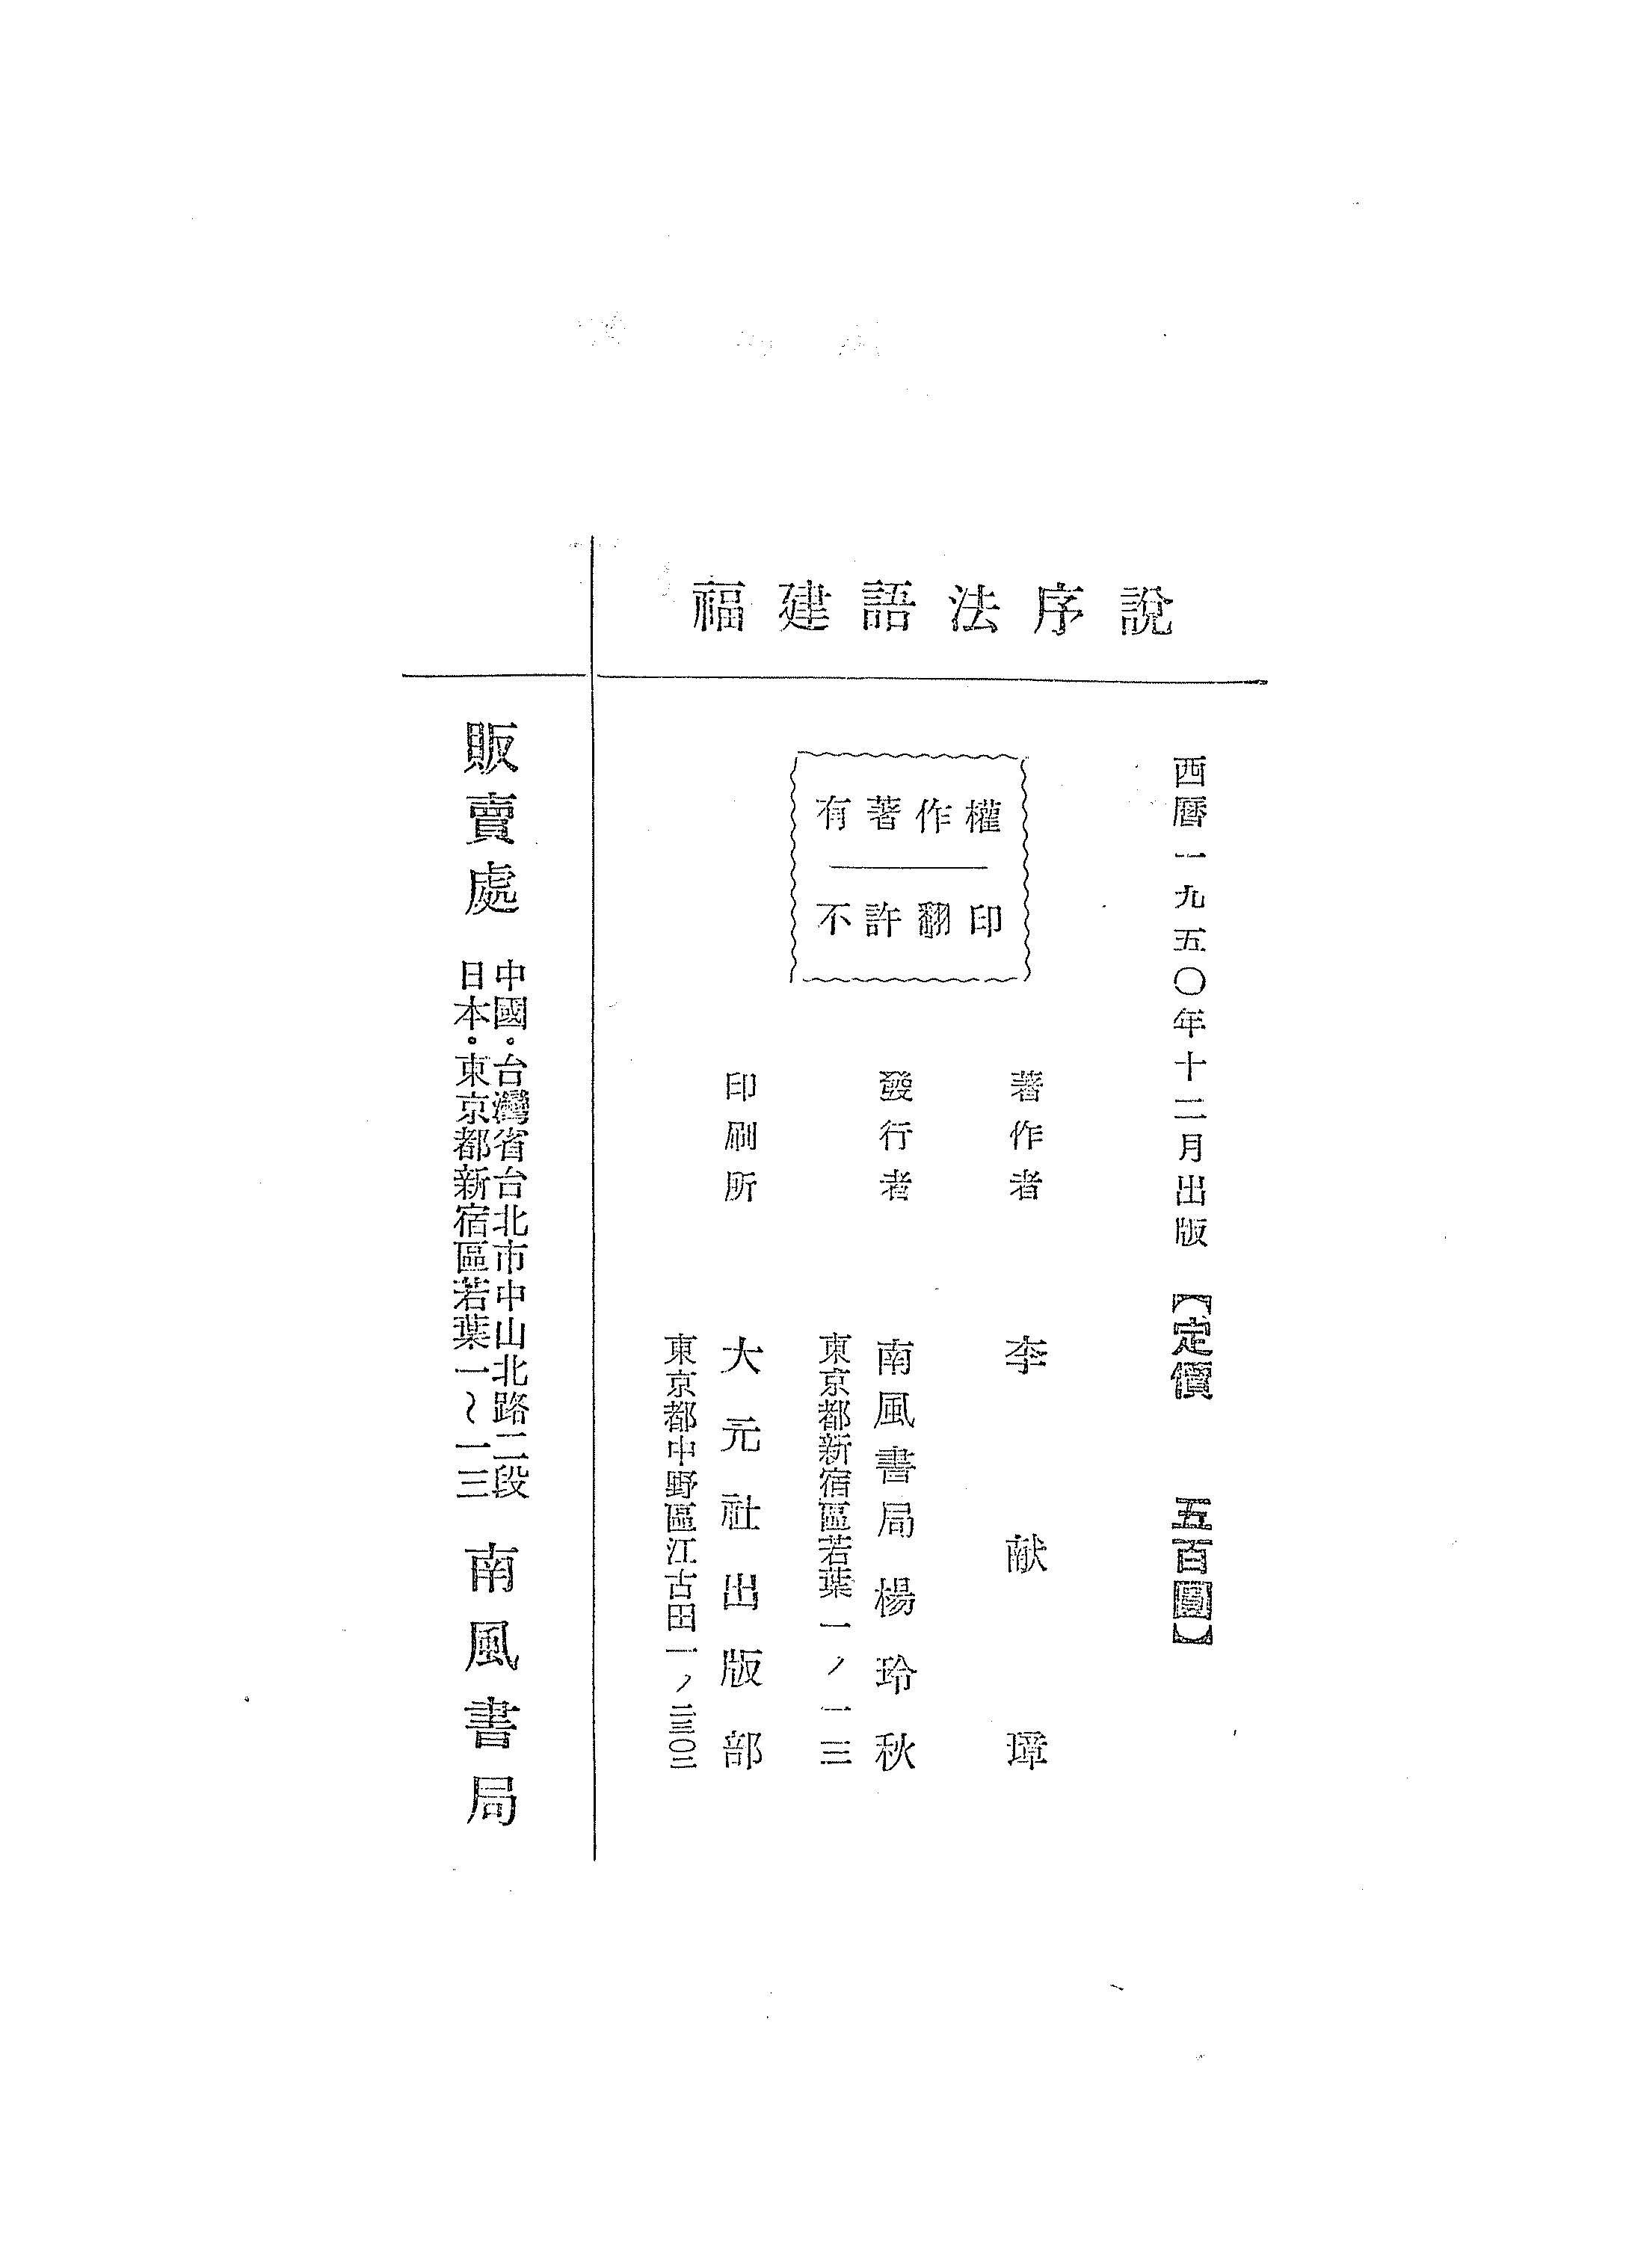 福建語法序說
西曆一九五〇年十二月出版【定價 五百圓】
有著作權
不許翻印
著作者 李献璋
發行者 南風書局 楊玲秋
東京都新宿區若葉一ノ一三
印刷所 大元社出版部
東京都中野區江古田一ノ二三〇二
販賣處
中國。台灣省台北市中山北路二段
日本。東京都新宿區若葉一～一三
南風書局